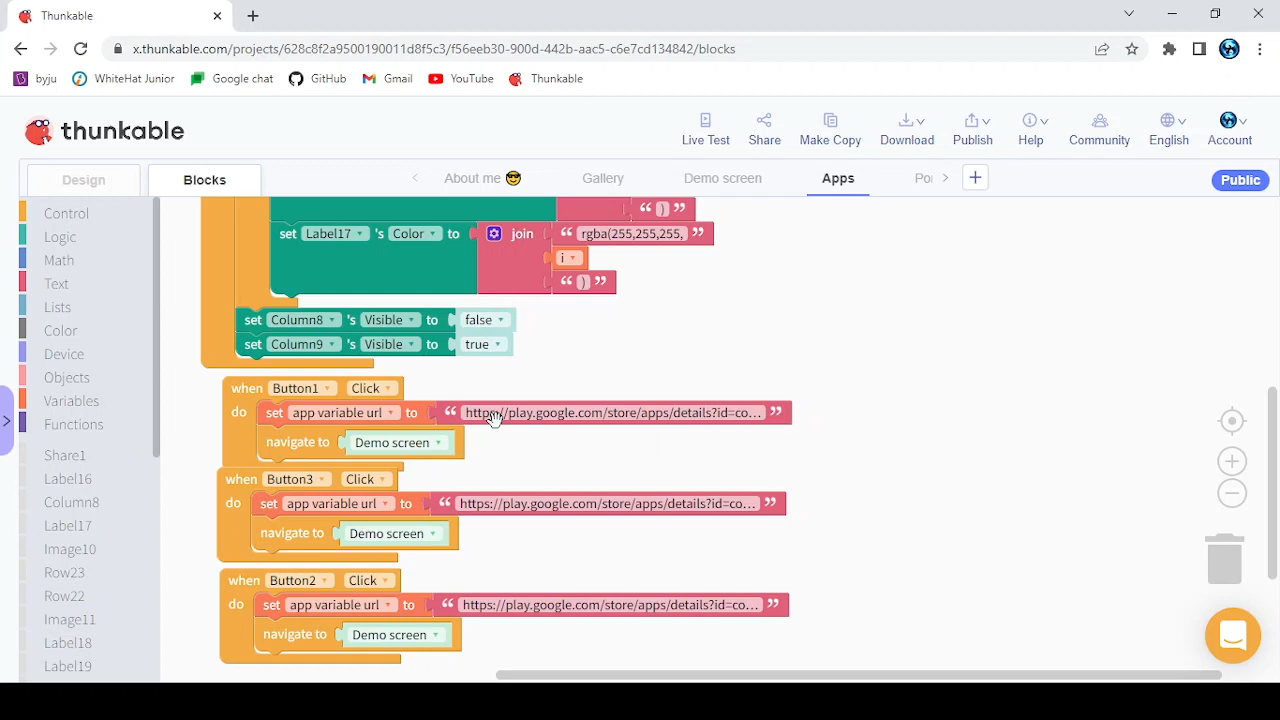 Thunkable
x.thunkable.com/projects/628c8f2a9500190011d8f5c3/f56eeb30-900d-442b-aac5-c6e7cd134842/blocks
byju WhiteHat Junior Google chat GitHub Gmail YouTube Thunkable
thunkable
Live Test Share Make Copy Download Publish Help Community English Account
Design Blocks About me 😎 Gallery Demo screen Apps Public
Control
Logic
Math
Text
Lists
Color
Device
Objects
Variables
Functions
Share1
Label16
Column8
Label17
Image10
Row23
Row22
Image11
Label18
Label19
“ ) ”
set Label17 's Color to join “ rgba(255,255,255, ”
i
“ ) ”
set Column8 's Visible to false
set Column9 's Visible to true
when Button1 Click
do set app variable url to “ https://play.google.com/store/apps/details?id=co... ”
navigate to Demo screen
when Button3 Click
do set app variable url to “ https://play.google.com/store/apps/details?id=co... ”
navigate to Demo screen
when Button2 Click
do set app variable url to “ https://play.google.com/store/apps/details?id=co... ”
navigate to Demo screen